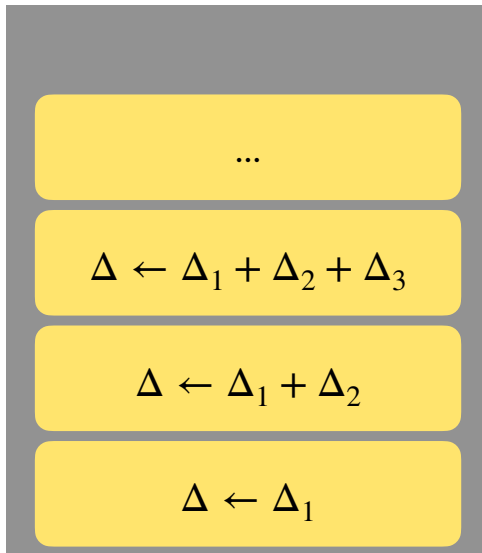 ...
Δ ← Δ₁ + Δ₂ + Δ₃
Δ ← Δ₁ + Δ₂
Δ ← Δ₁